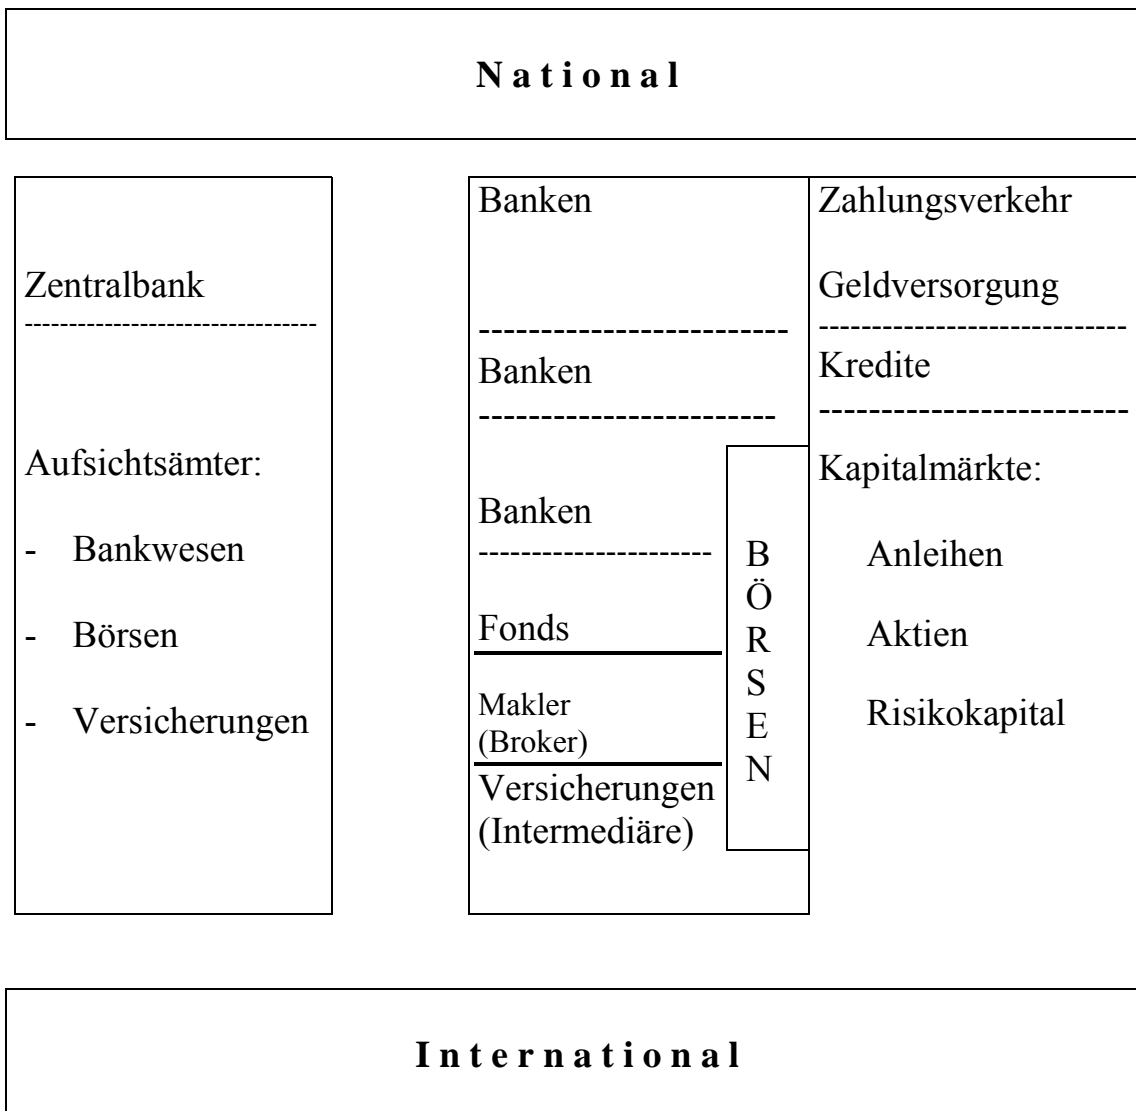 National
Zentralbank
---------------------------------
Aufsichtsämter:
- Bankwesen
- Börsen
- Versicherungen
Banken
-------------------------
Banken
------------------------
Banken
----------------------
Fonds
Makler
(Broker)
Versicherungen
(Intermediäre)
B
Ö
R
S
E
N
Zahlungsverkehr
Geldversorgung
-----------------------------
Kredite
-------------------------
Kapitalmärkte:
Anleihen
Aktien
Risikokapital
International